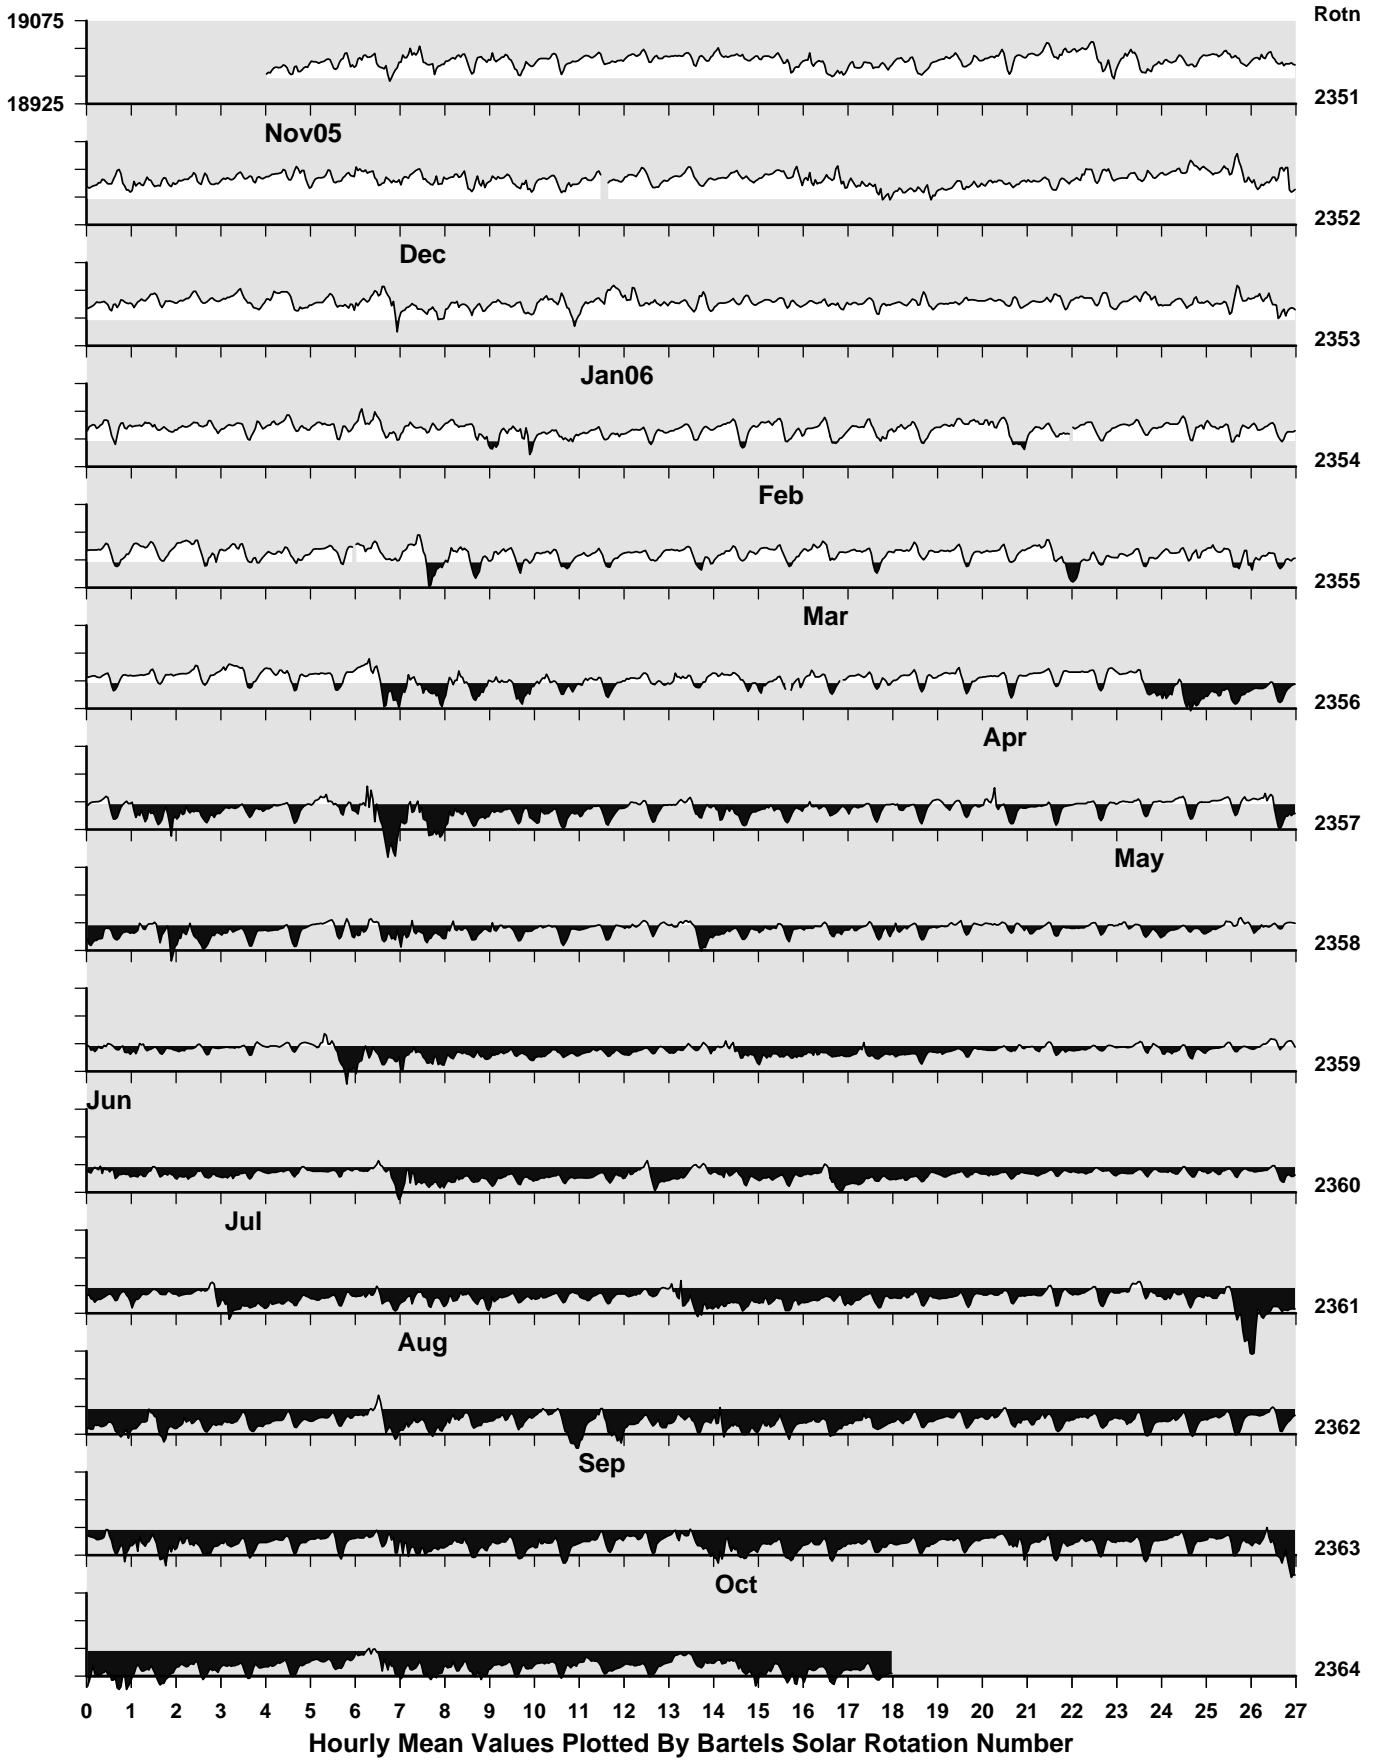 19075
Rotn
18925
2351
Nov05
2352
Dec
2353
Jan06
2354
Feb
2355
Mar
2356
Apr
2357
May
2358
2359
Jun
2360
Jul
2361
Aug
2362
Sep
2363
Oct
2364
0 1 2 3 4 5 6 7 8 9 10 11 12 13 14 15 16 17 18 19 20 21 22 23 24 25 26 27
Hourly Mean Values Plotted By Bartels Solar Rotation Number